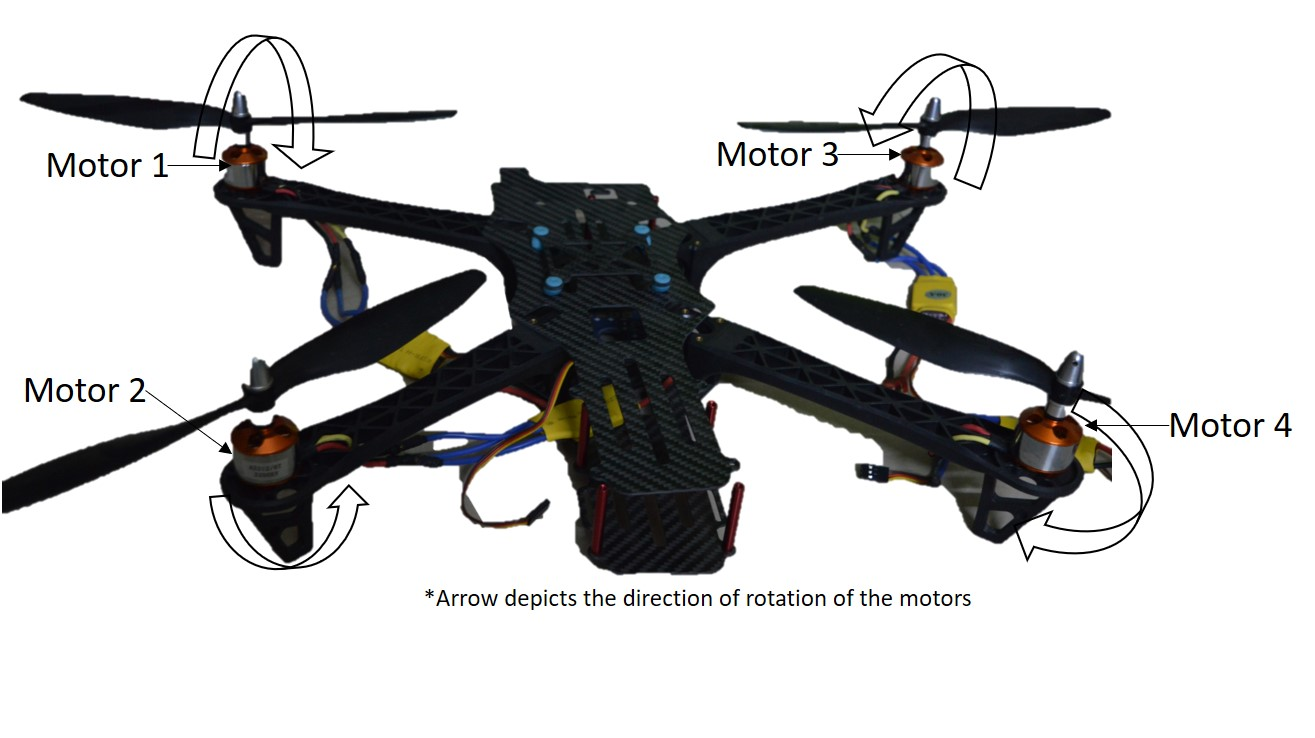 Motor 1
Motor 3
Motor 2
Motor 4
*Arrow depicts the direction of rotation of the motors